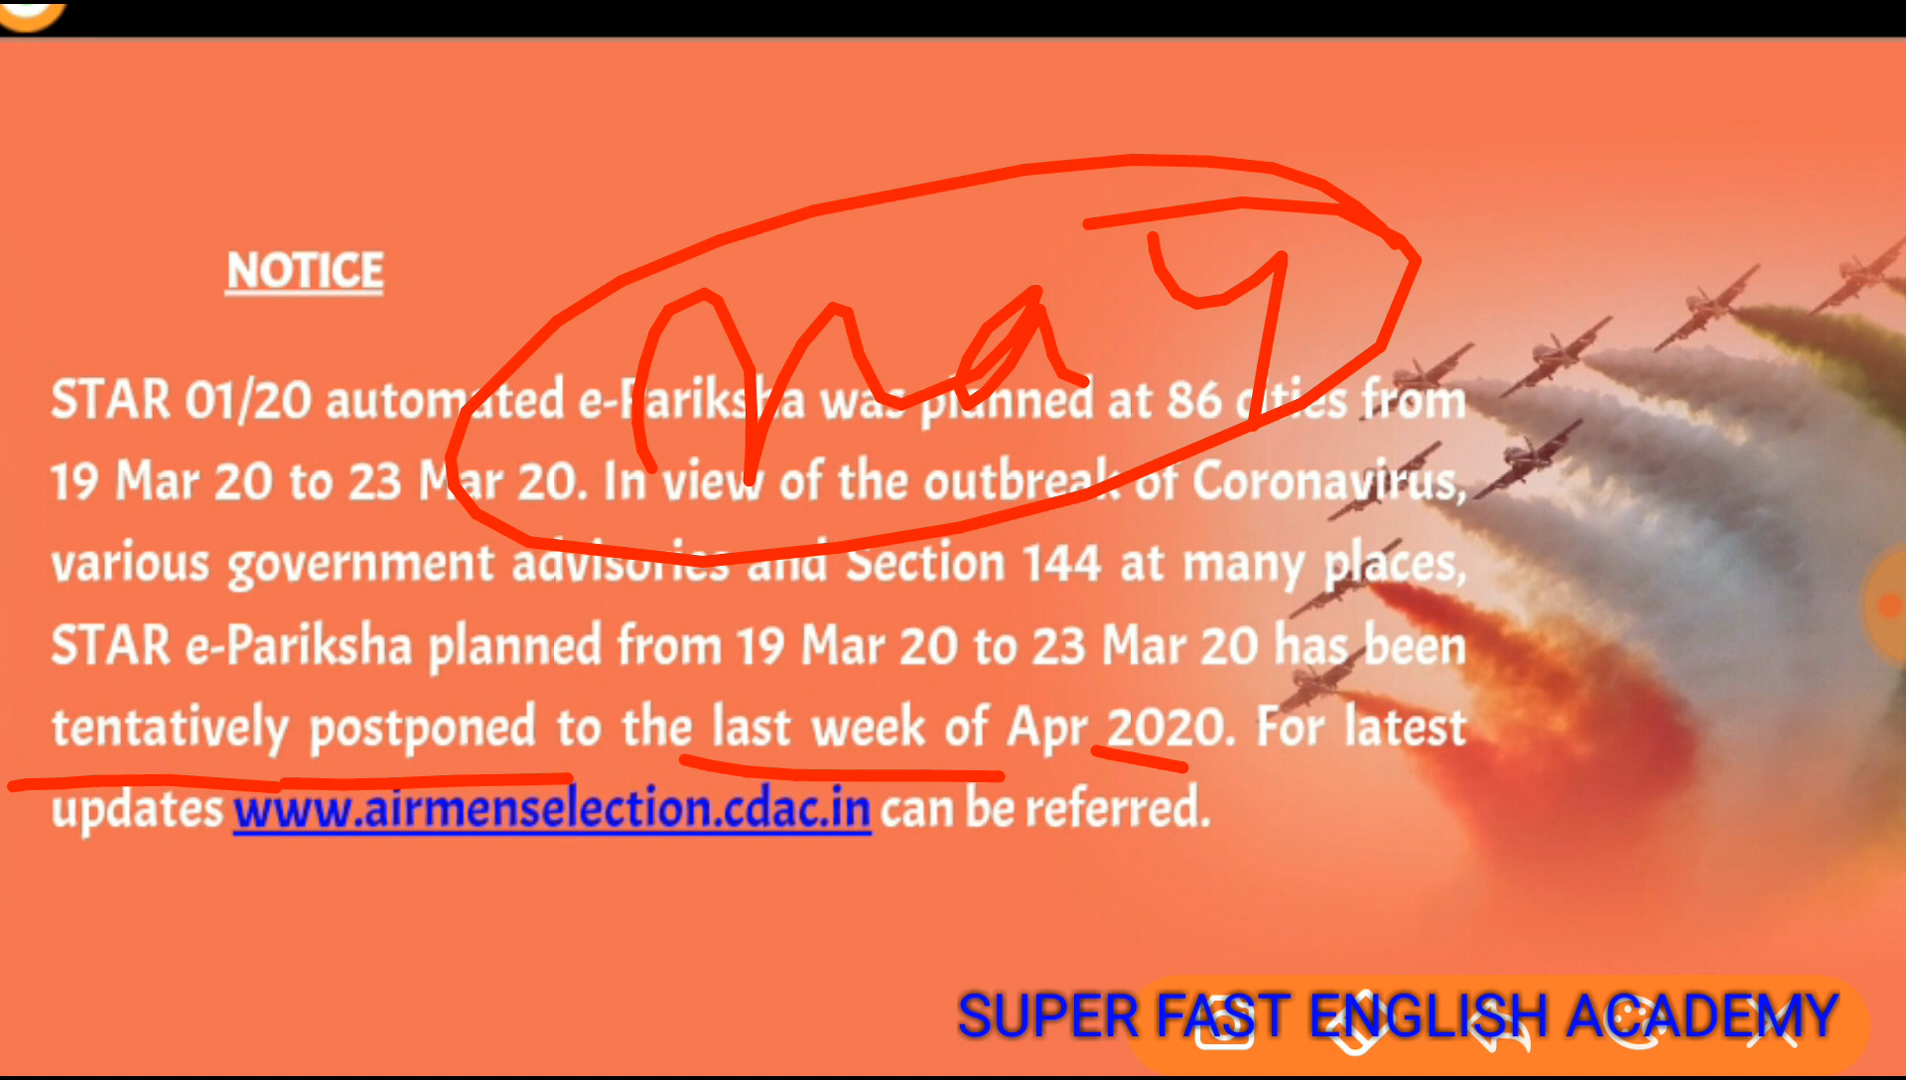 NOTICE
May
STAR 01/20 automated e-Pariksha was planned at 86 cities from
19 Mar 20 to 23 Mar 20. In view of the outbreak of Coronavirus,
various government advisories and Section 144 at many places,
STAR e-Pariksha planned from 19 Mar 20 to 23 Mar 20 has been
tentatively postponed to the last week of Apr 2020. For latest
updates www.airmenselection.cdac.in can be referred.
SUPER FAST ENGLISH ACADEMY